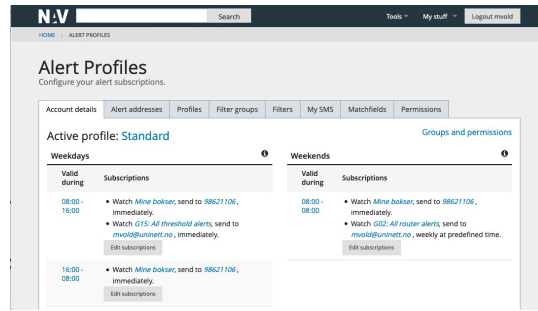 NAV
Search
Tools
My stuff
Logout mvold
HOME / ALERT PROFILES
Alert Profiles
Configure your alert subscriptions.
Account details
Alert addresses
Profiles
Filter groups
Filters
My SMS
Matchfields
Permissions
Active profile: Standard
Groups and permissions
Weekdays
Valid during
Subscriptions
08:00 -
16:00
• Watch Mine bokser, send to 98621106 ,
immediately.
• Watch G15: All threshold alerts, send to
mvold@uninett.no , immediately.
Edit subscriptions
16:00 -
08:00
• Watch Mine bokser, send to 98621106 ,
immediately.
Edit subscriptions
Weekends
Valid during
Subscriptions
08:00 -
08:00
• Watch Mine bokser, send to 98621106 ,
immediately.
• Watch G02: All router alerts, send to
mvold@uninett.no , weekly at predefined time.
Edit subscriptions